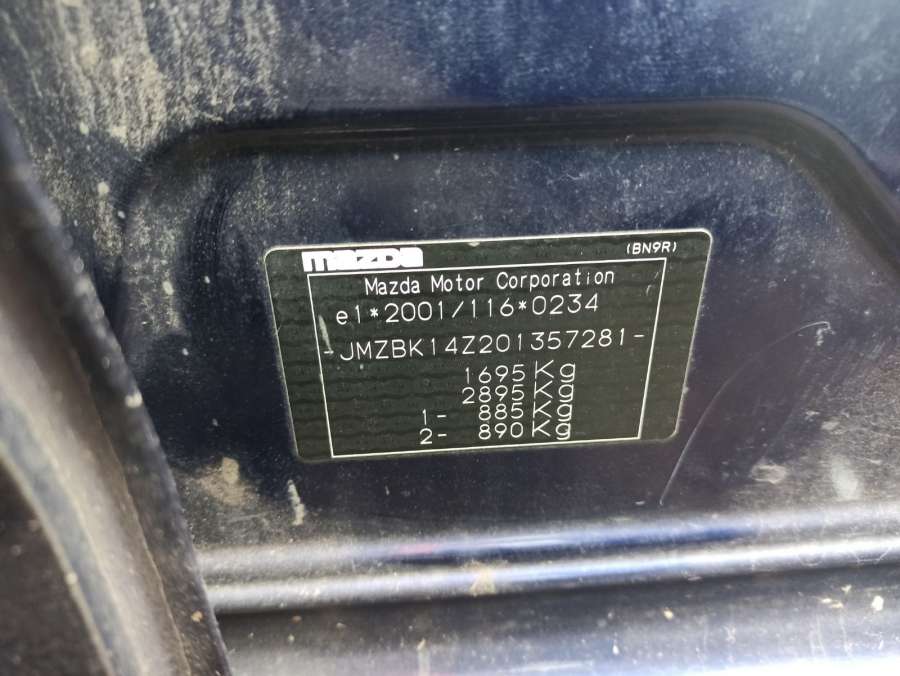 mazda
(BN9R)
Mazda Motor Corporation
e1*2001/116*0234
-JMZBK14Z201357281-
1695 Kg
2895 Kg
1- 885 Kg
2- 890 Kg